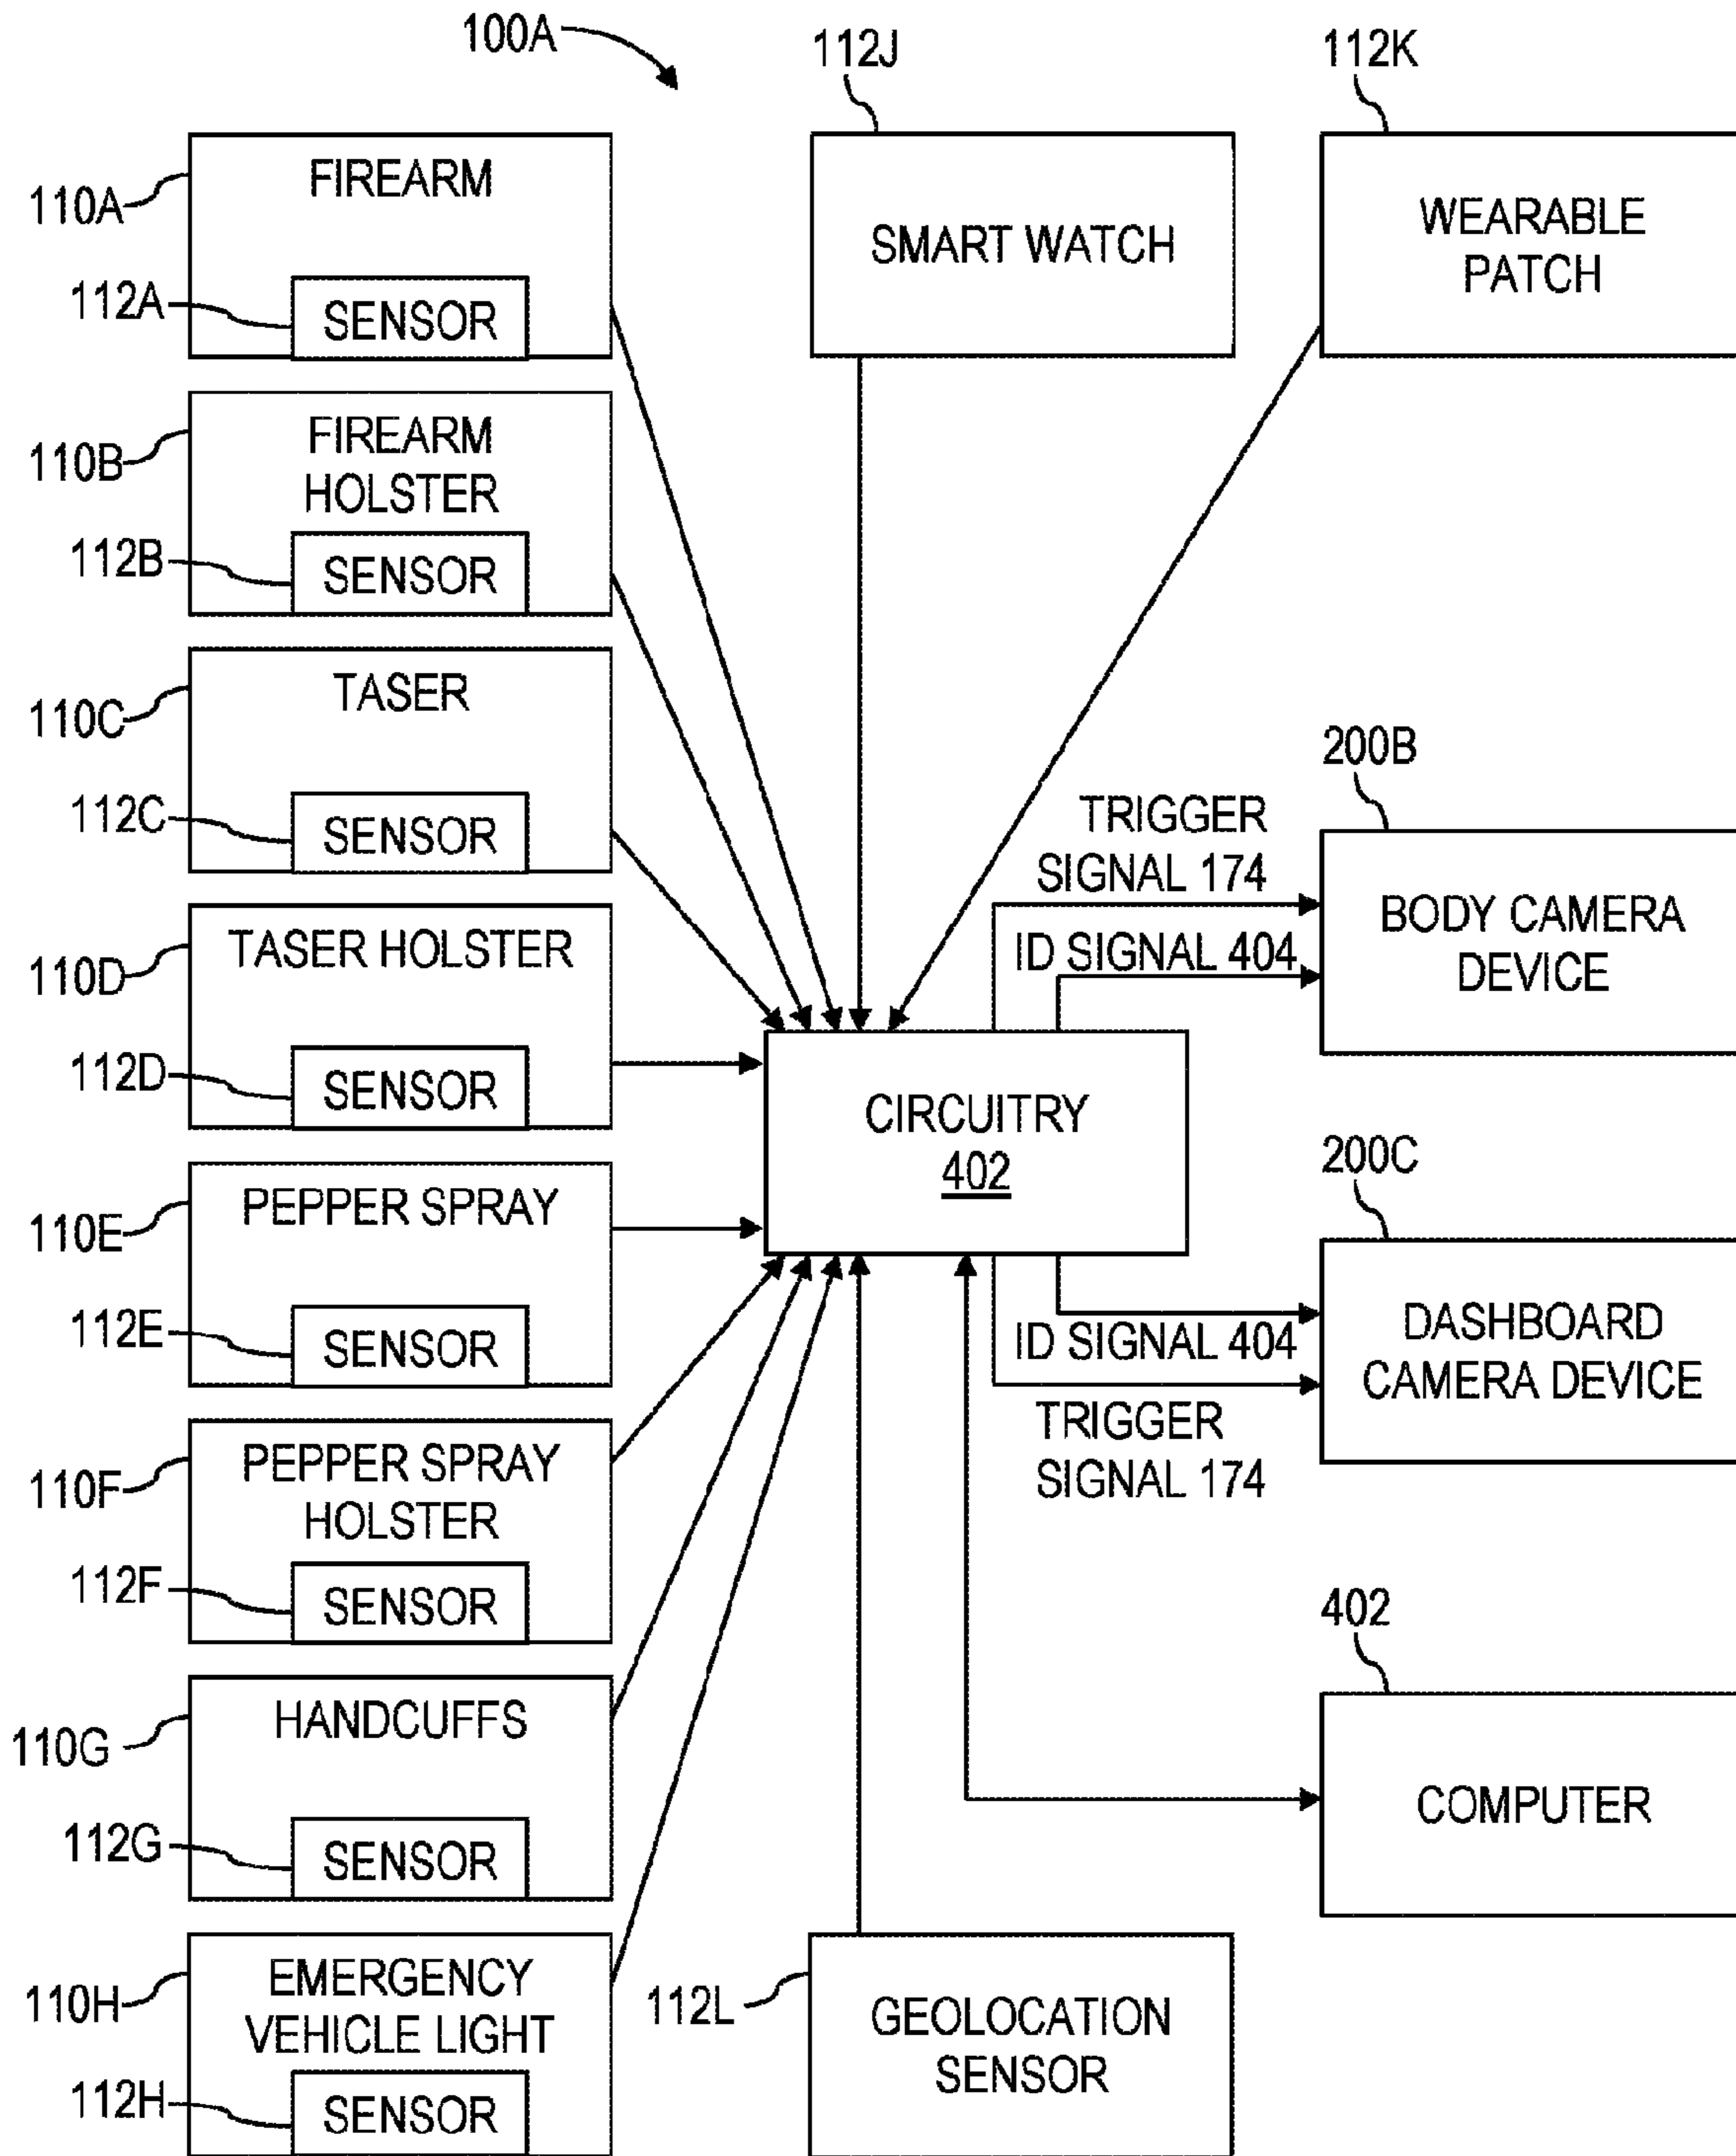 100A
112J
112K
110A
FIREARM
112A
SENSOR
SMART WATCH
WEARABLE
PATCH
110B
FIREARM
HOLSTER
112B
SENSOR
110C
TASER
112C
SENSOR
200B
TRIGGER
SIGNAL 174
ID SIGNAL 404
BODY CAMERA
DEVICE
110D
TASER HOLSTER
112D
SENSOR
CIRCUITRY
402
200C
110E
PEPPER SPRAY
112E
SENSOR
ID SIGNAL 404
TRIGGER
SIGNAL 174
DASHBOARD
CAMERA DEVICE
110F
PEPPER SPRAY
HOLSTER
112F
SENSOR
402
COMPUTER
110G
HANDCUFFS
112G
SENSOR
110H
EMERGENCY
VEHICLE LIGHT
112H
SENSOR
112L
GEOLOCATION
SENSOR